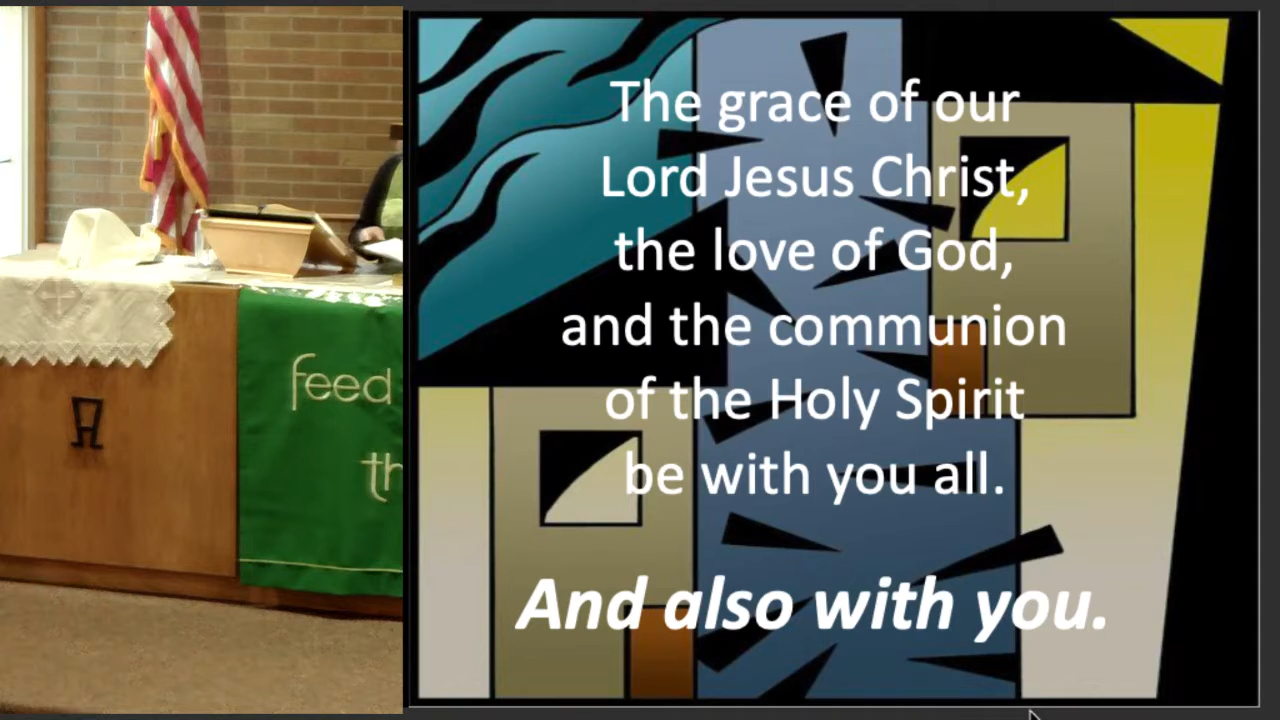 feed
th
The grace of our
Lord Jesus Christ,
the love of God,
and the communion
of the Holy Spirit
be with you all.
And also with you.